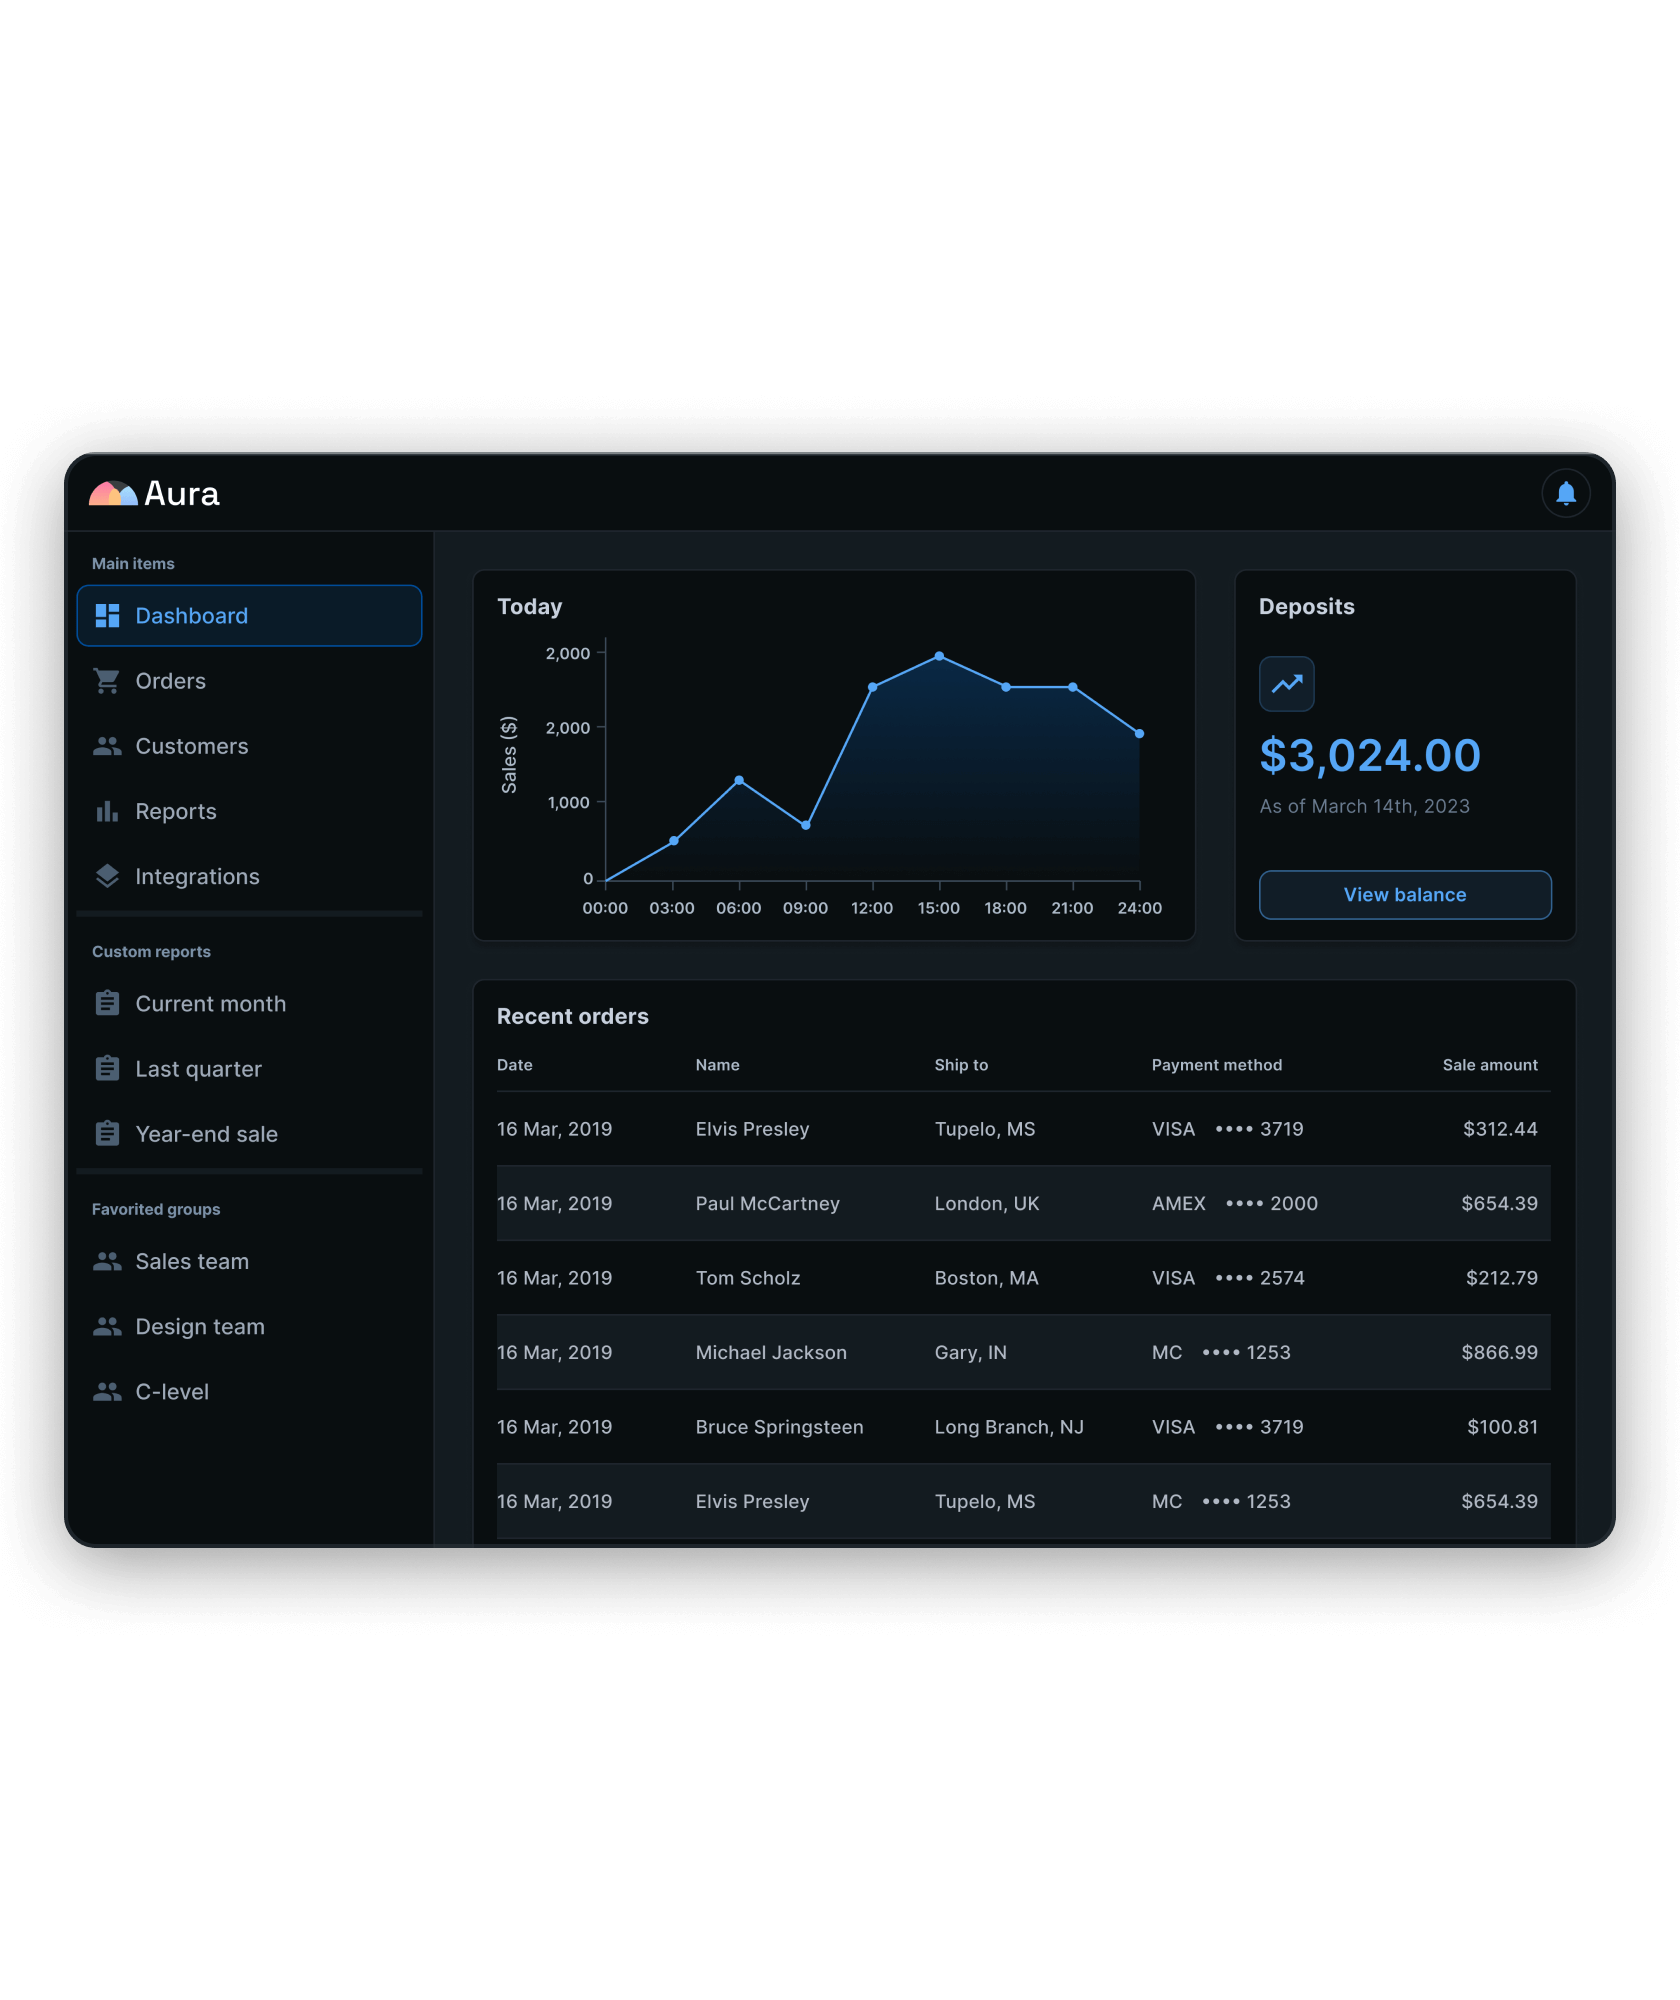 Aura
Main items
Dashboard
Orders
Customers
Reports
Integrations
Custom reports
Current month
Last quarter
Year-end sale
Favorited groups
Sales team
Design team
C-level
Today
Sales ($)
2,000
2,000
1,000
0
00:00 03:00 06:00 09:00 12:00 15:00 18:00 21:00 24:00
Deposits
$3,024.00
As of March 14th, 2023
View balance
Recent orders
Date Name Ship to Payment method Sale amount
16 Mar, 2019 Elvis Presley Tupelo, MS VISA •••• 3719 $312.44
16 Mar, 2019 Paul McCartney London, UK AMEX •••• 2000 $654.39
16 Mar, 2019 Tom Scholz Boston, MA VISA •••• 2574 $212.79
16 Mar, 2019 Michael Jackson Gary, IN MC •••• 1253 $866.99
16 Mar, 2019 Bruce Springsteen Long Branch, NJ VISA •••• 3719 $100.81
16 Mar, 2019 Elvis Presley Tupelo, MS MC •••• 1253 $654.39